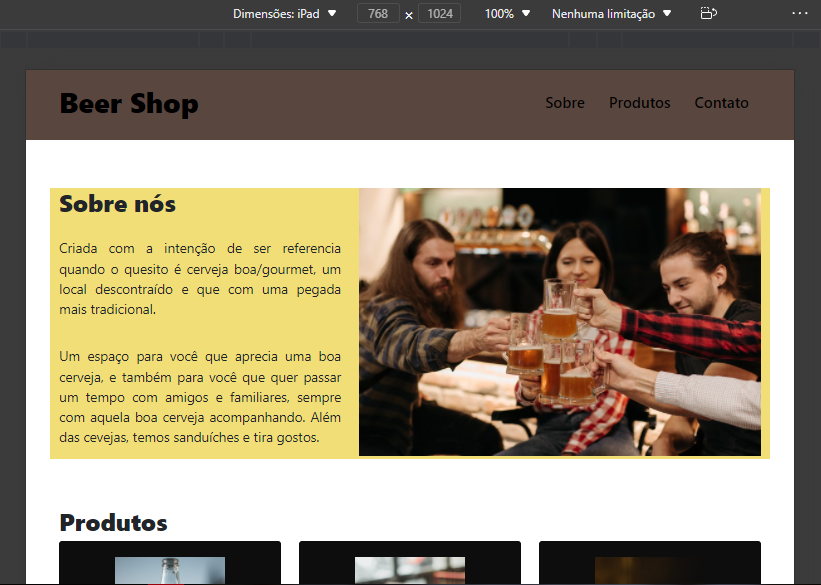 Dimensões: iPad ▼ 768 × 1024 100% ▼ Nenhuma limitação ▼
Beer Shop
Sobre Produtos Contato
Sobre nós
Criada com a intenção de ser referencia
quando o quesito é cerveja boa/gourmet, um
local descontraído e que com uma pegada
mais tradicional.
Um espaço para você que aprecia uma boa
cerveja, e também para você que quer passar
um tempo com amigos e familiares, sempre
com aquela boa cerveja acompanhando. Além
das cevejas, temos sanduíches e tira gostos.
Produtos